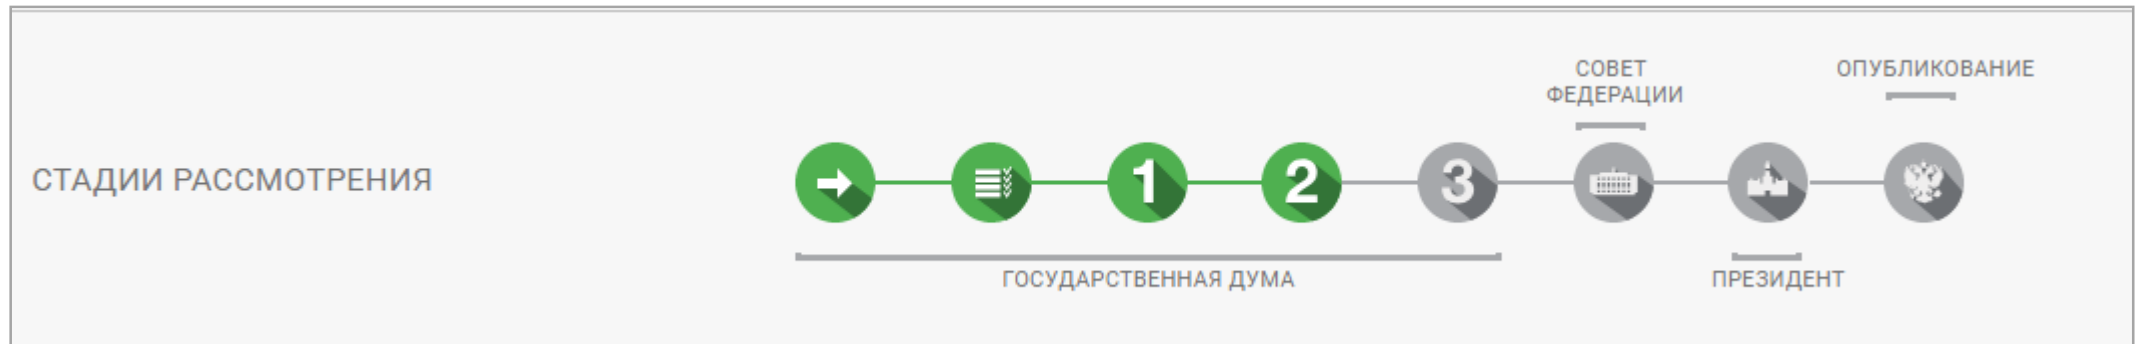 СТАДИИ РАССМОТРЕНИЯ
1
2
3
СОВЕТ
ФЕДЕРАЦИИ
ОПУБЛИКОВАНИЕ
ГОСУДАРСТВЕННАЯ ДУМА
ПРЕЗИДЕНТ